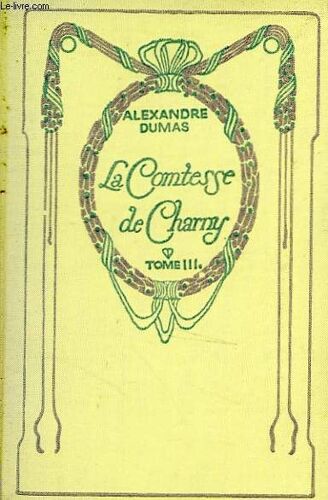 Le-livre.com
ALEXANDRE
DUMAS
La Comtesse
de Charny
TOME III.